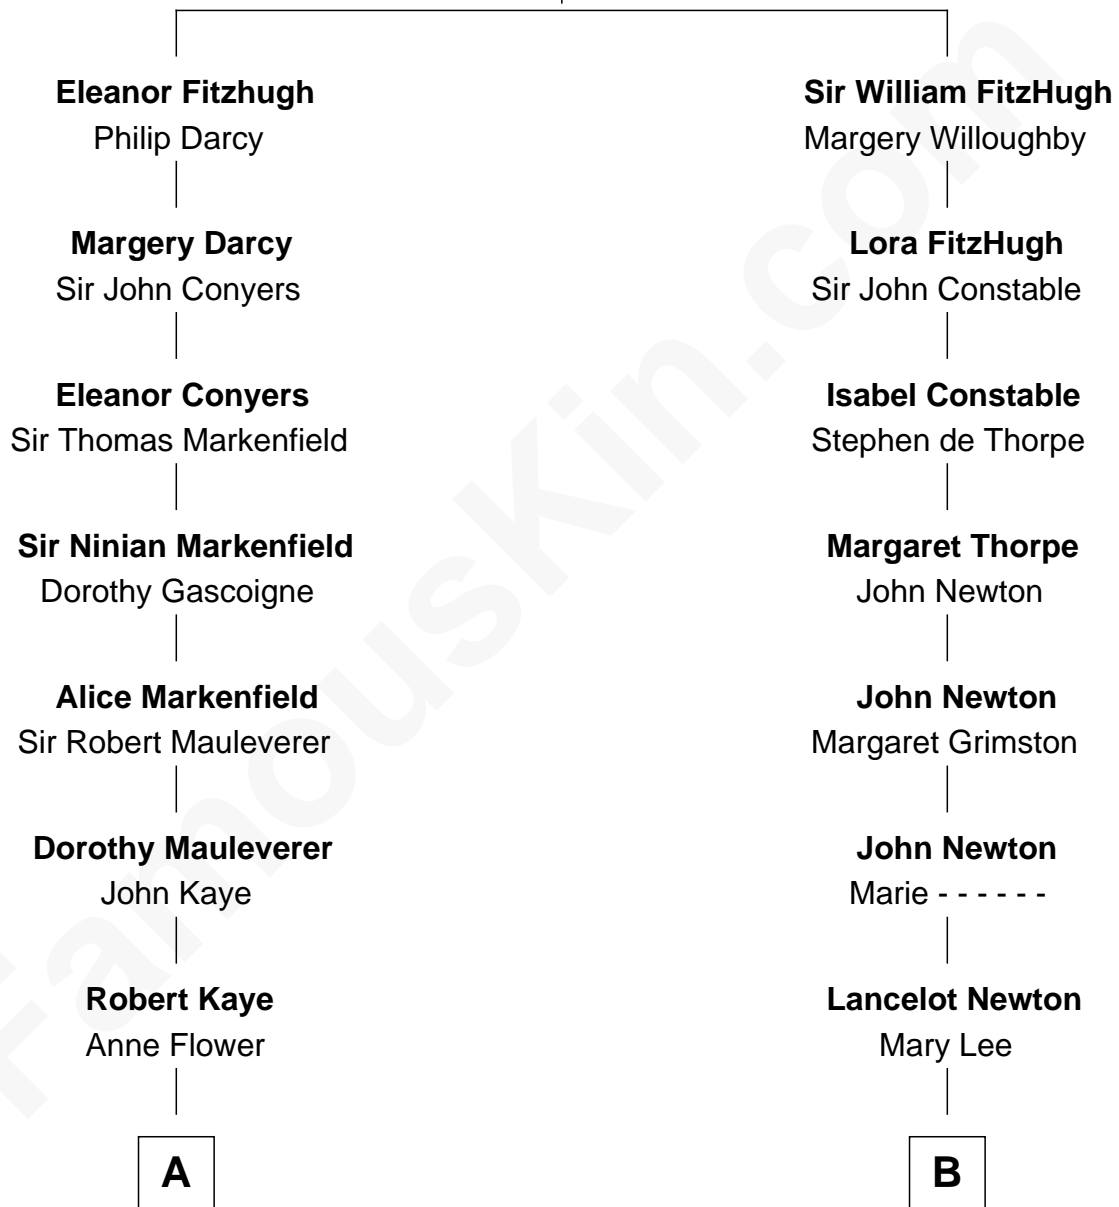 Eleanor Fitzhugh
Philip Darcy
Margery Darcy
Sir John Conyers
Eleanor Conyers
Sir Thomas Markenfield
Sir Ninian Markenfield
Dorothy Gascoigne
Alice Markenfield
Sir Robert Mauleverer
Dorothy Mauleverer
John Kaye
Robert Kaye
Anne Flower
A
Sir William FitzHugh
Margery Willoughby
Lora FitzHugh
Sir John Constable
Isabel Constable
Stephen de Thorpe
Margaret Thorpe
John Newton
John Newton
Margaret Grimston
John Newton
Marie - - - - - -
Lancelot Newton
Mary Lee
B
FamousKin.com